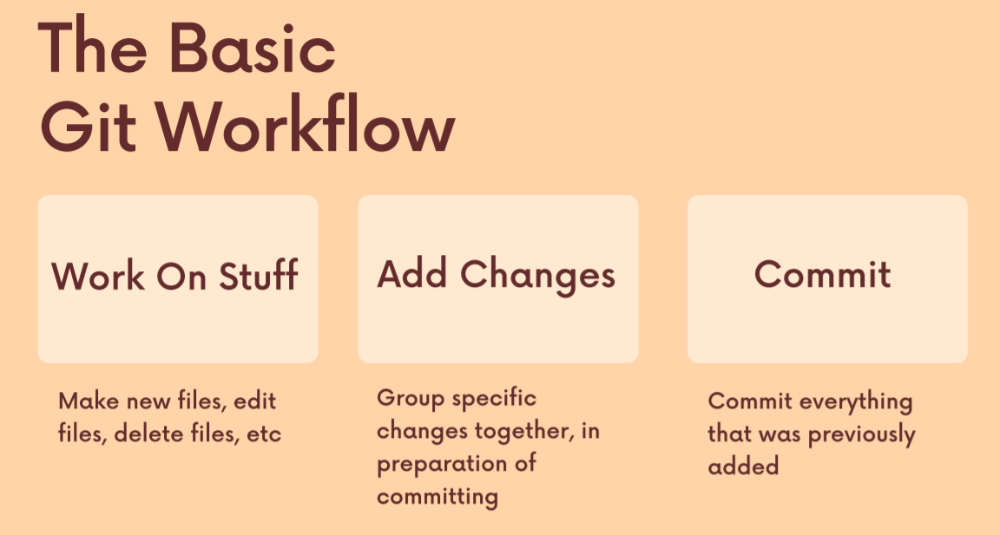 The Basic
Git Workflow
Work On Stuff
Add Changes
Commit
Make new files, edit
files, delete files, etc
Group specific
changes together, in
preparation of
committing
Commit everything
that was previously
added